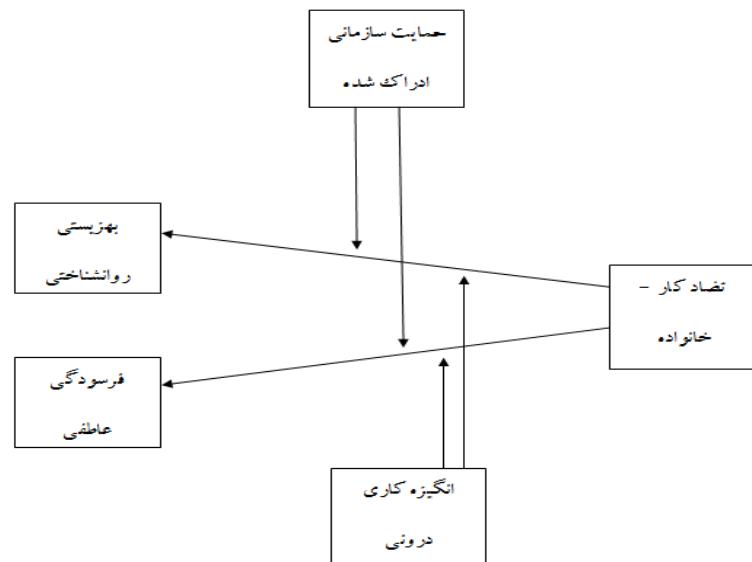 حمایت سازمانی
ادراک شده
بهزیستی
روانشناختی
تضاد کار -
خانواده
فرسودگی
عاطفی
انگیزه کاری
درونی